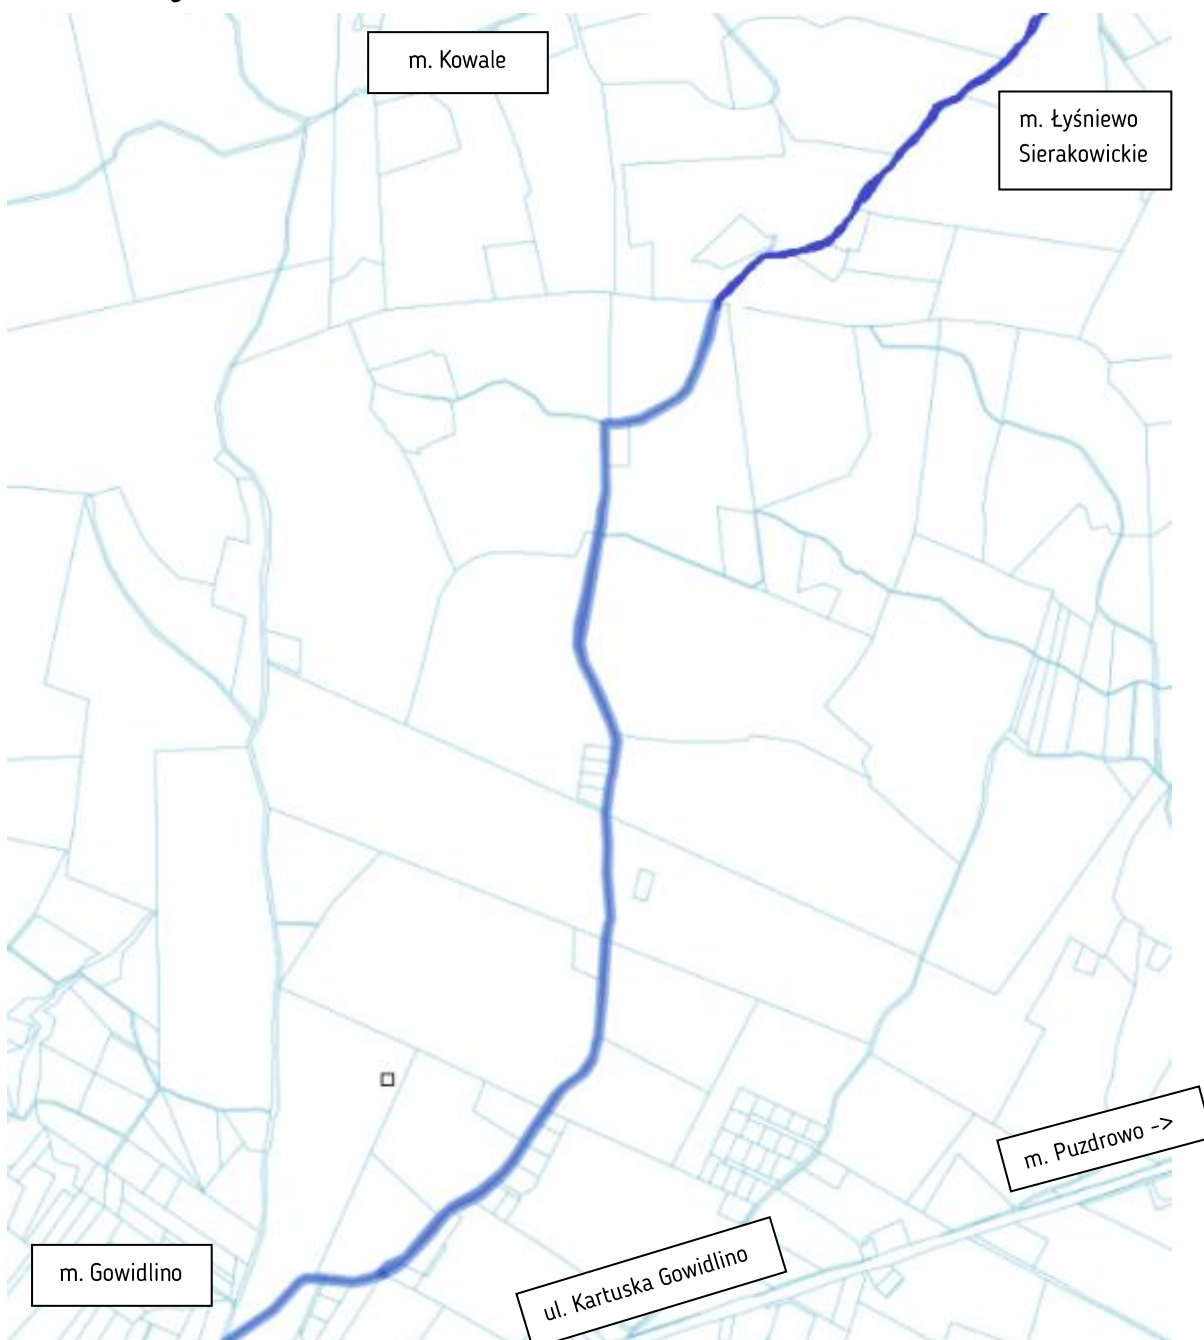 m. Kowale
m. Łyśniewo
Sierakowickie
m. Puzdrowo ->
ul. Kartuska Gowidlino
m. Gowidlino